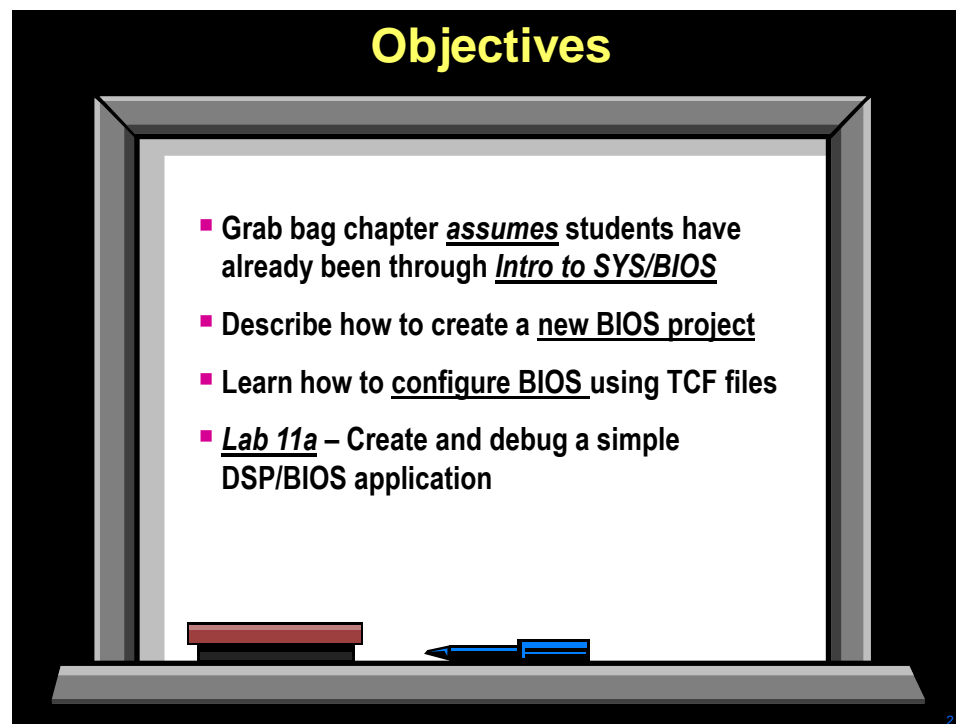 Objectives
▪ Grab bag chapter assumes students have
already been through Intro to SYS/BIOS
▪ Describe how to create a new BIOS project
▪ Learn how to configure BIOS using TCF files
▪ Lab 11a – Create and debug a simple
DSP/BIOS application
2